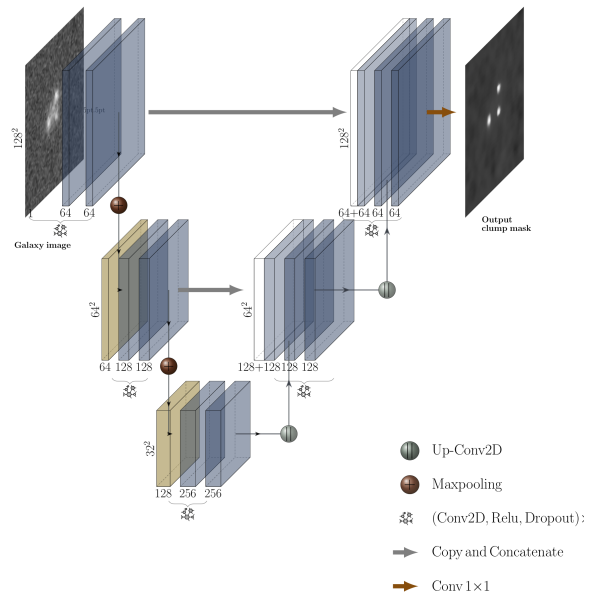 128²
1
64
64
Galaxy image
128²
64+64
64
64
Output
clump mask
64²
64
128
128
64²
128+128
128
128
32²
128
256
256
Up-Conv2D
Maxpooling
(Conv2D, Relu, Dropout)
Copy and Concatenate
Conv 1×1